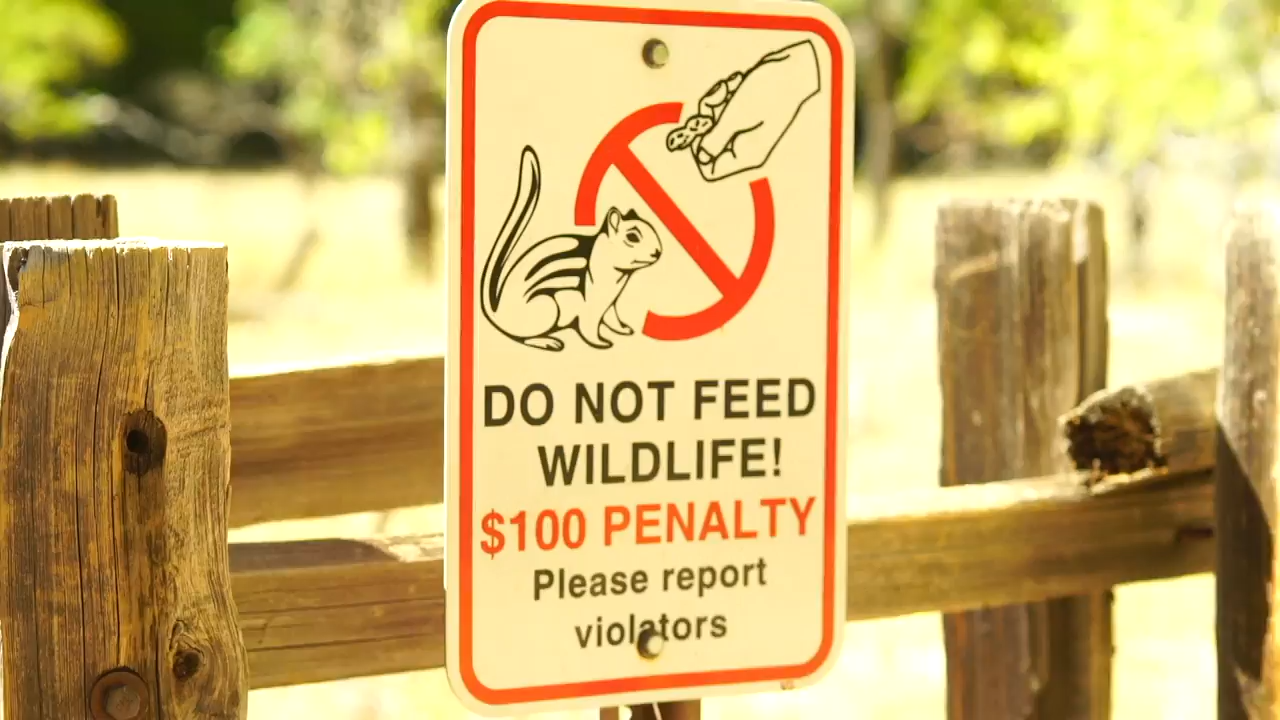 DO NOT FEED
WILDLIFE!
$100 PENALTY
Please report
violators